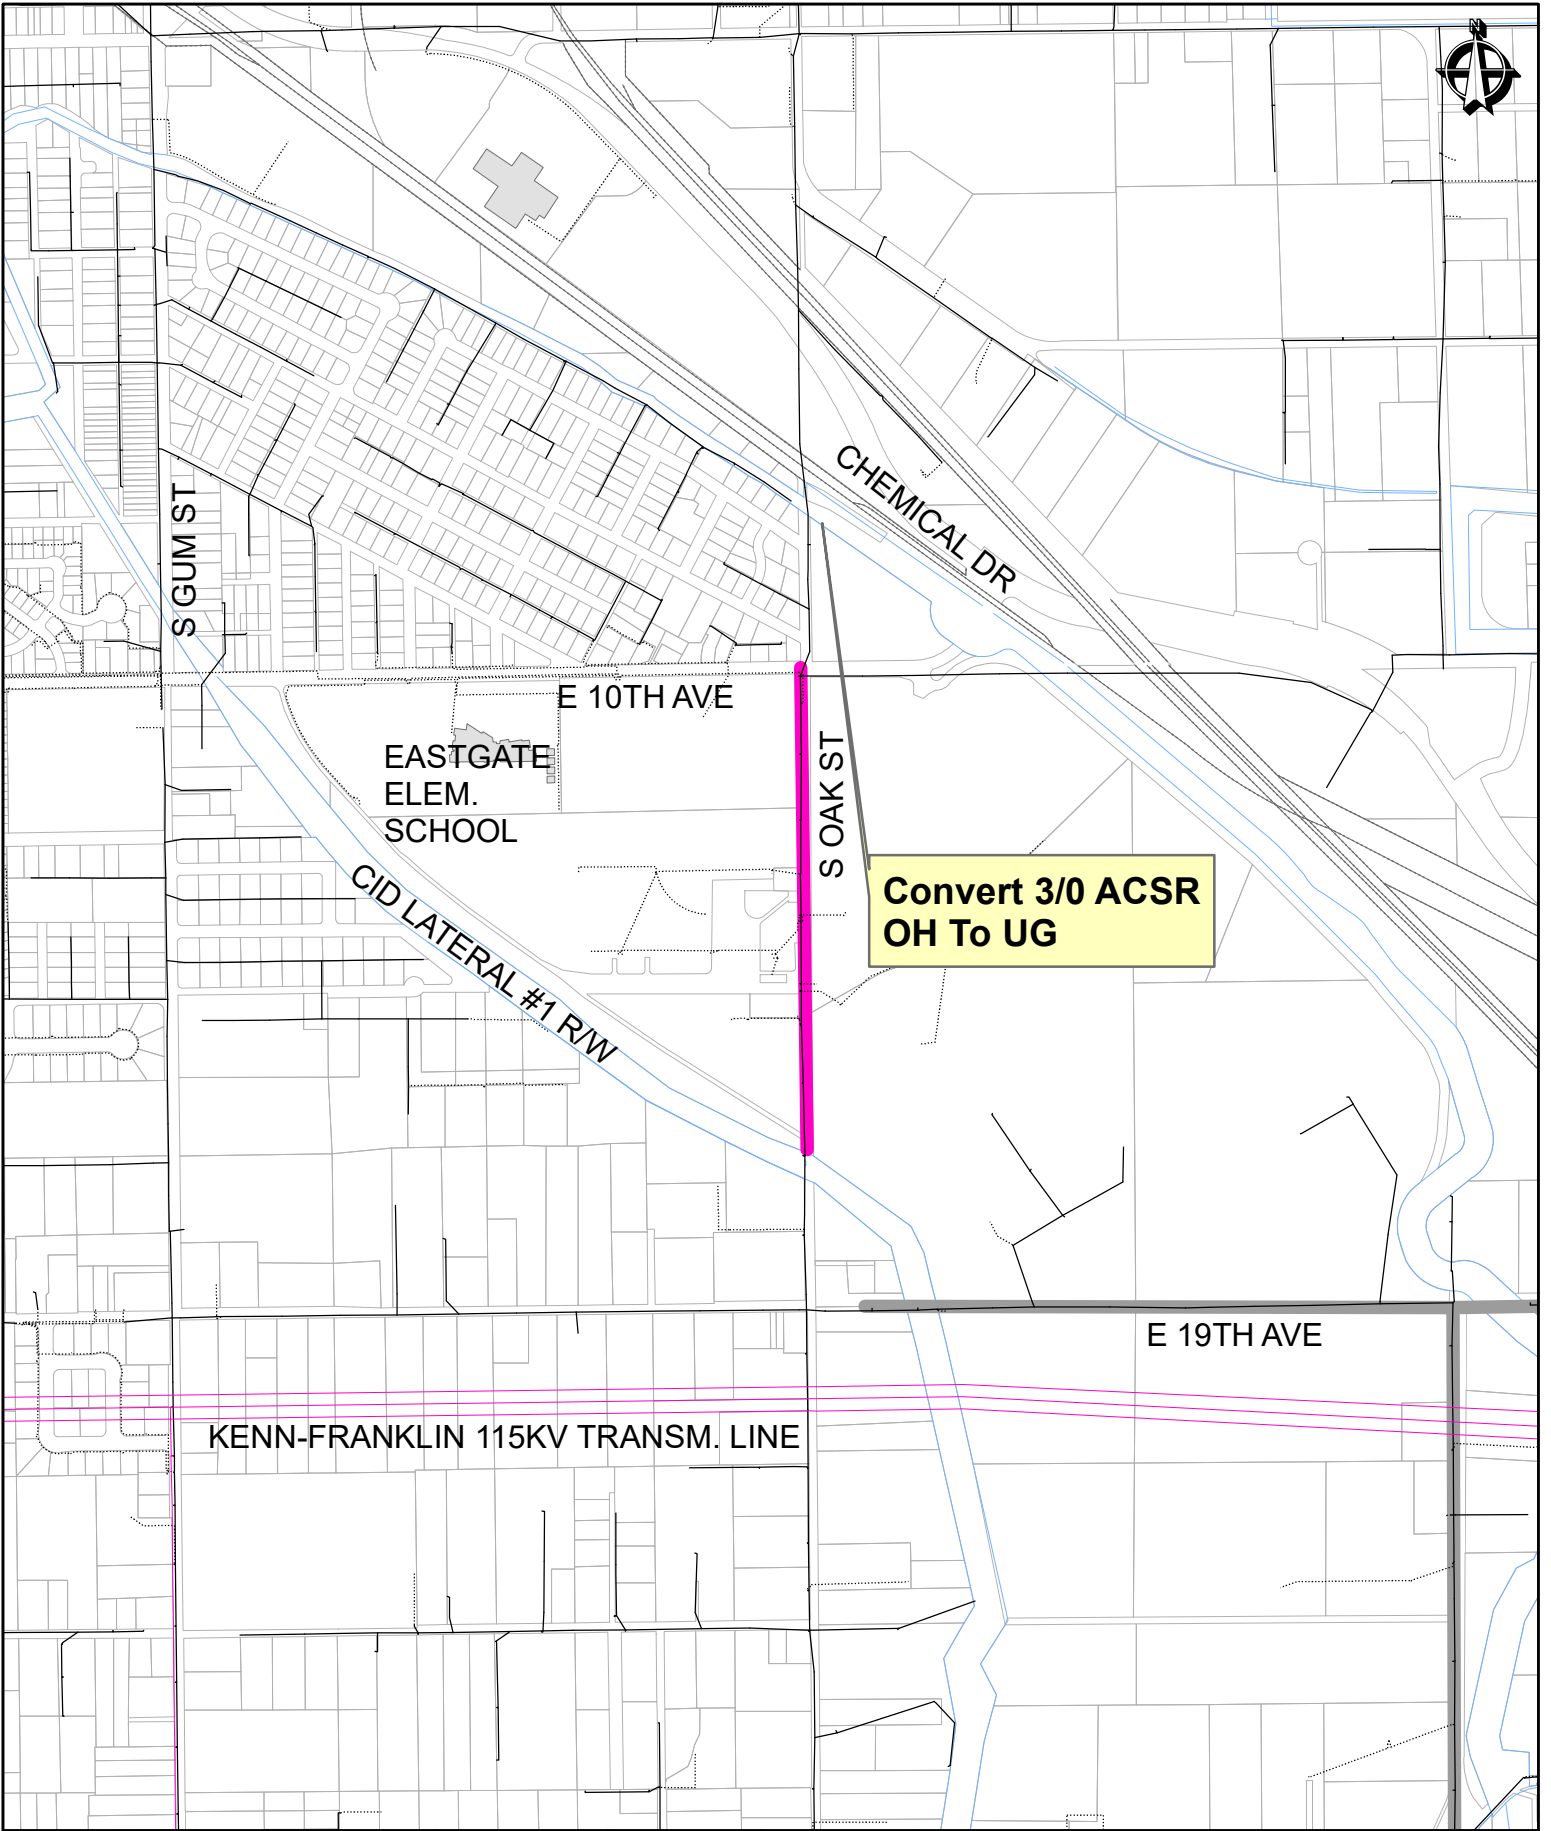 N
CHEMICAL DR
S GUM ST
E 10TH AVE
EASTGATE
ELEM.
SCHOOL
S OAK ST
Convert 3/0 ACSR
OH To UG
CID LATERAL #1 R/W
E 19TH AVE
KENN-FRANKLIN 115KV TRANSM. LINE